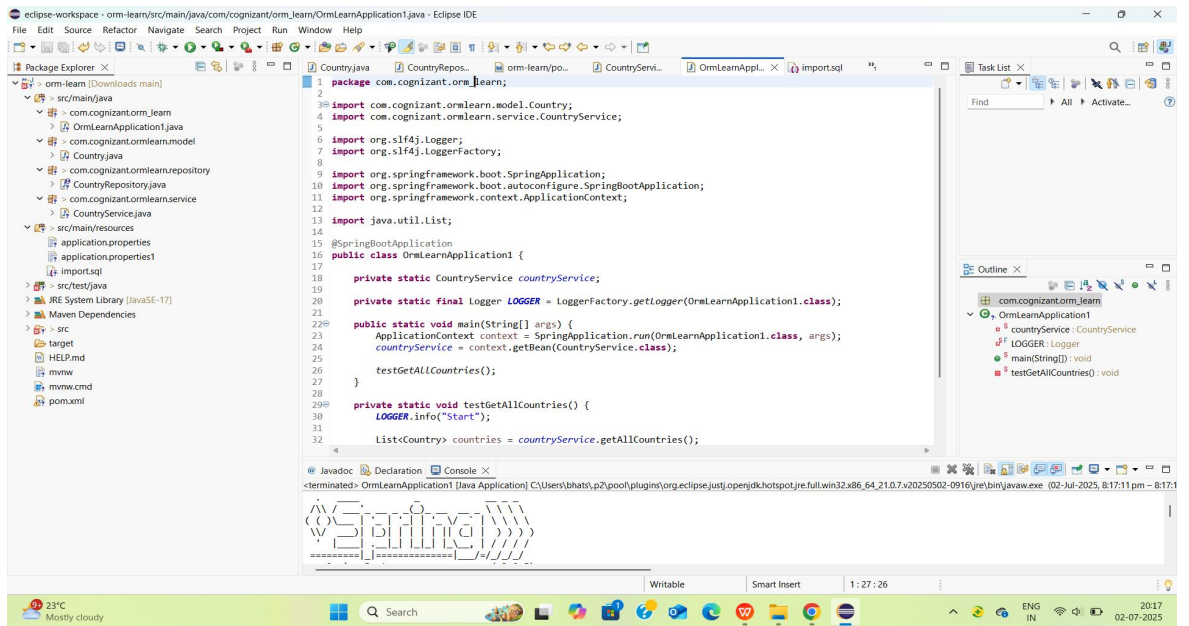 eclipse-workspace - orm-learn/src/main/java/com/cognizant/orm_learn/OrmLearnApplication1.java - Eclipse IDE
File Edit Source Refactor Navigate Search Project Run Window Help
Package Explorer
orm-learn [Downloads main]
src/main/java
com.cognizant.orm_learn
OrmLearnApplication1.java
com.cognizant.ormlearn.model
Country.java
com.cognizant.ormlearn.repository
CountryRepository.java
com.cognizant.ormlearn.service
CountryService.java
src/main/resources
application.properties
application.properties1
import.sql
src/test/java
JRE System Library [JavaSE-17]
Maven Dependencies
src
target
HELP.md
mvnw
mvnw.cmd
pom.xml
Country.java CountryRepos... orm-learn/po... CountryServi... OrmLearnAppl... import.sql
1 package com.cognizant.orm_learn;
2
3 import com.cognizant.ormlearn.model.Country;
4 import com.cognizant.ormlearn.service.CountryService;
5
6 import org.slf4j.Logger;
7 import org.slf4j.LoggerFactory;
8
9 import org.springframework.boot.SpringApplication;
10 import org.springframework.boot.autoconfigure.SpringBootApplication;
11 import org.springframework.context.ApplicationContext;
12
13 import java.util.List;
14
15 @SpringBootApplication
16 public class OrmLearnApplication1 {
17
18 private static CountryService countryService;
19
20 private static final Logger LOGGER = LoggerFactory.getLogger(OrmLearnApplication1.class);
21
22 public static void main(String[] args) {
23 ApplicationContext context = SpringApplication.run(OrmLearnApplication1.class, args);
24 countryService = context.getBean(CountryService.class);
25
26 testGetAllCountries();
27 }
28
29 private static void testGetAllCountries() {
30 LOGGER.info("Start");
31
32 List<Country> countries = countryService.getAllCountries();
Task List
Find All Activate...
Outline
com.cognizant.orm_learn
OrmLearnApplication1
countryService : CountryService
LOGGER : Logger
main(String[]) : void
testGetAllCountries() : void
Javadoc Declaration Console
<terminated> OrmLearnApplication1 [Java Application] C:\Users\bhats\.p2\pool\plugins\org.eclipse.justj.openjdk.hotspot.jre.full.win32.x86_64_21.0.7.v20250502-0916\jre\bin\javaw.exe (02-Jul-2025, 8:17:11 pm – 8:17:1
Spring
Writable Smart Insert 1 : 27 : 26
9+
23°C
Mostly cloudy
Search
ENG
IN
20:17
02-07-2025